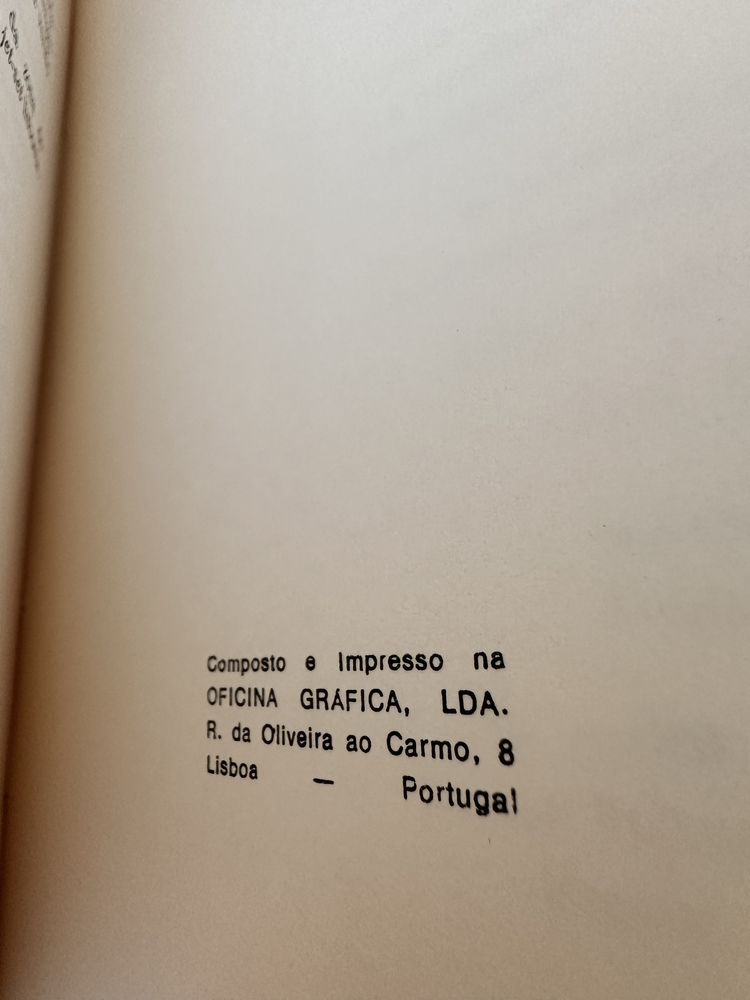 Composto e Impresso na
OFICINA GRÁFICA, LDA.
R. da Oliveira ao Carmo, 8
Lisboa — Portugal